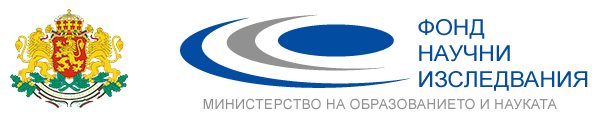 ФОНД
НАУЧНИ
ИЗСЛЕДВАНИЯ
МИНИСТЕРСТВО НА ОБРАЗОВАНИЕТО И НАУКАТА